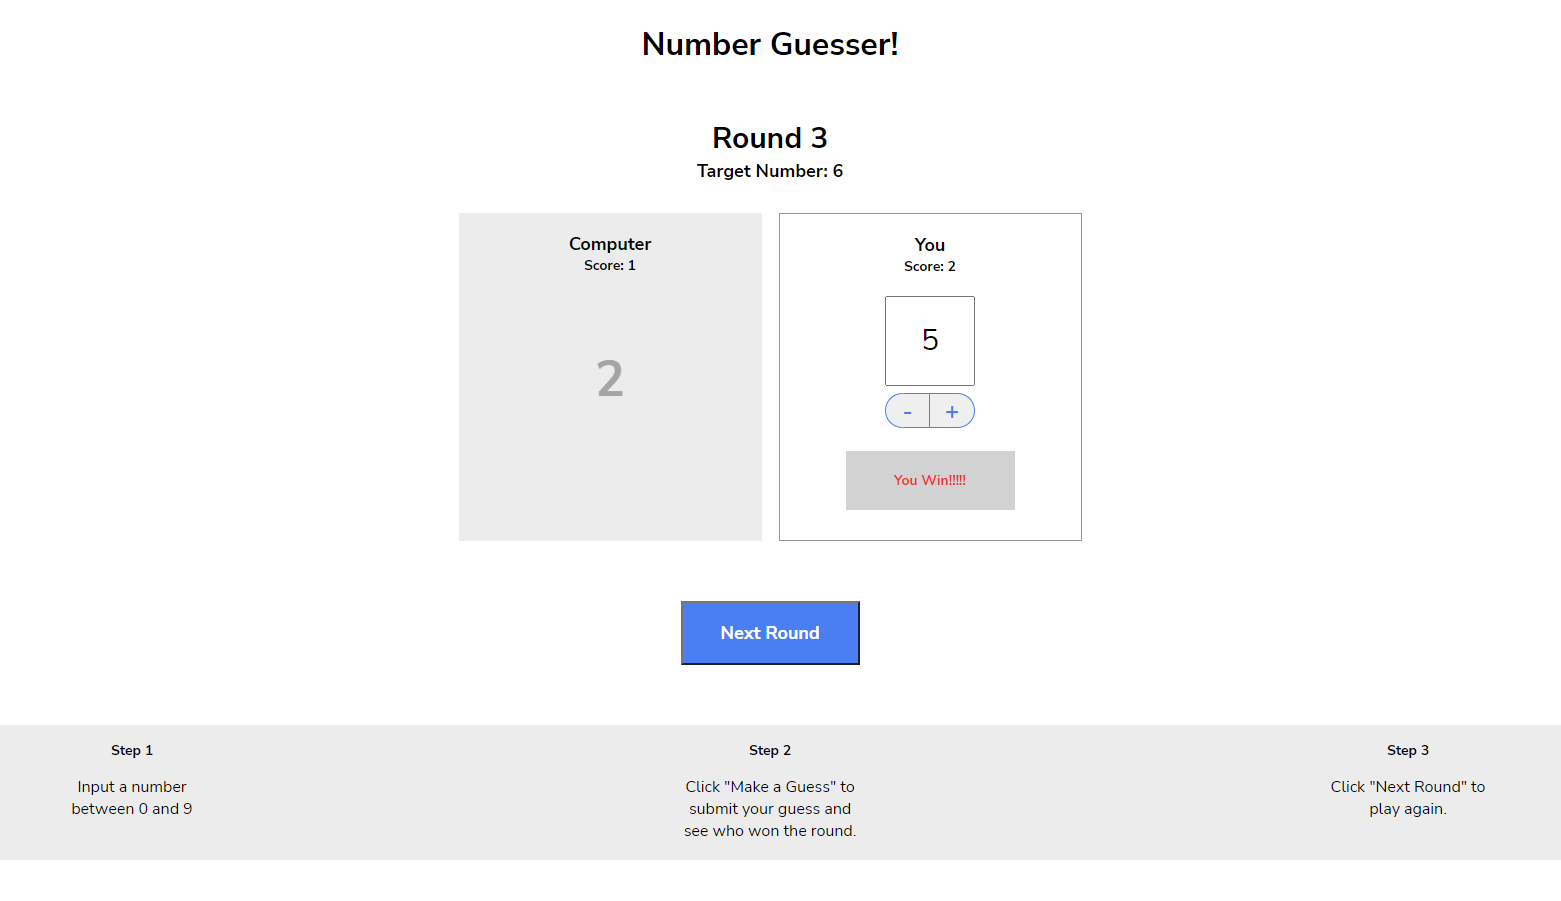 Number Guesser!
Round 3
Target Number: 6
Computer
Score: 1
2
You
Score: 2
5
- +
You Win!!!!!
Next Round
Step 1
Input a number
between 0 and 9
Step 2
Click "Make a Guess" to
submit your guess and
see who won the round.
Step 3
Click "Next Round" to
play again.